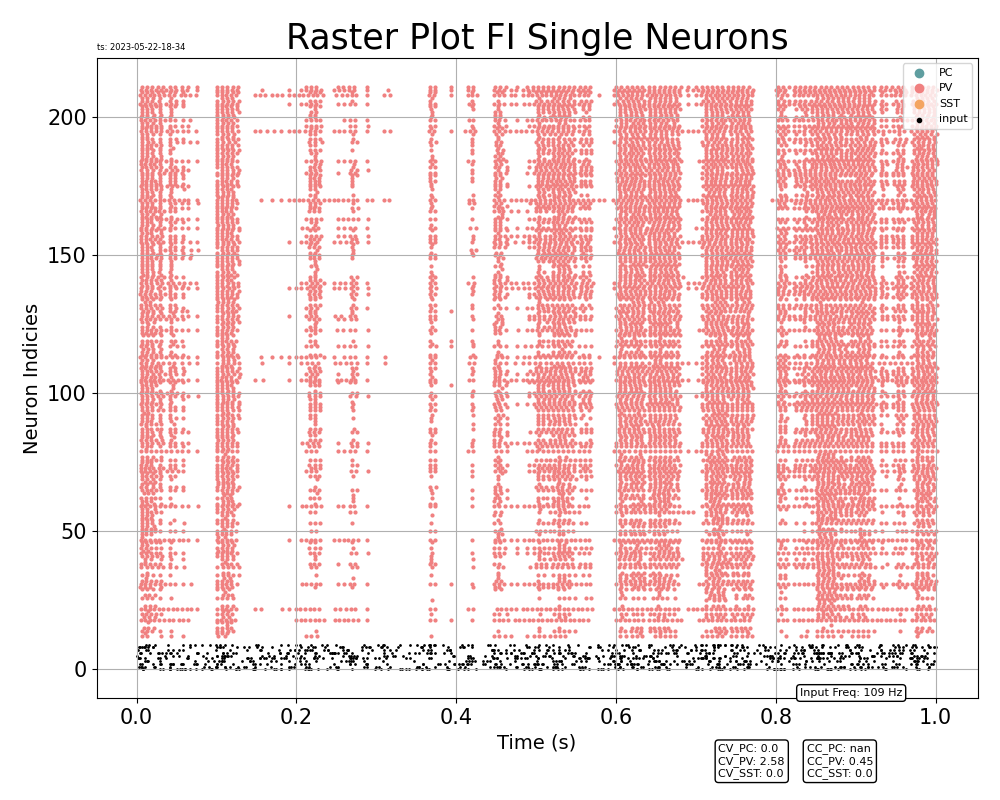 Raster Plot FI Single Neurons
ts: 2023-05-22-18-34
PC
PV
SST
input
200
150
100
50
0
Neuron Indicies
0.0 0.2 0.4 0.6 0.8 1.0
Time (s)
Input Freq: 109 Hz
CV_PC: 0.0
CV_PV: 2.58
CV_SST: 0.0
CC_PC: nan
CC_PV: 0.45
CC_SST: 0.0